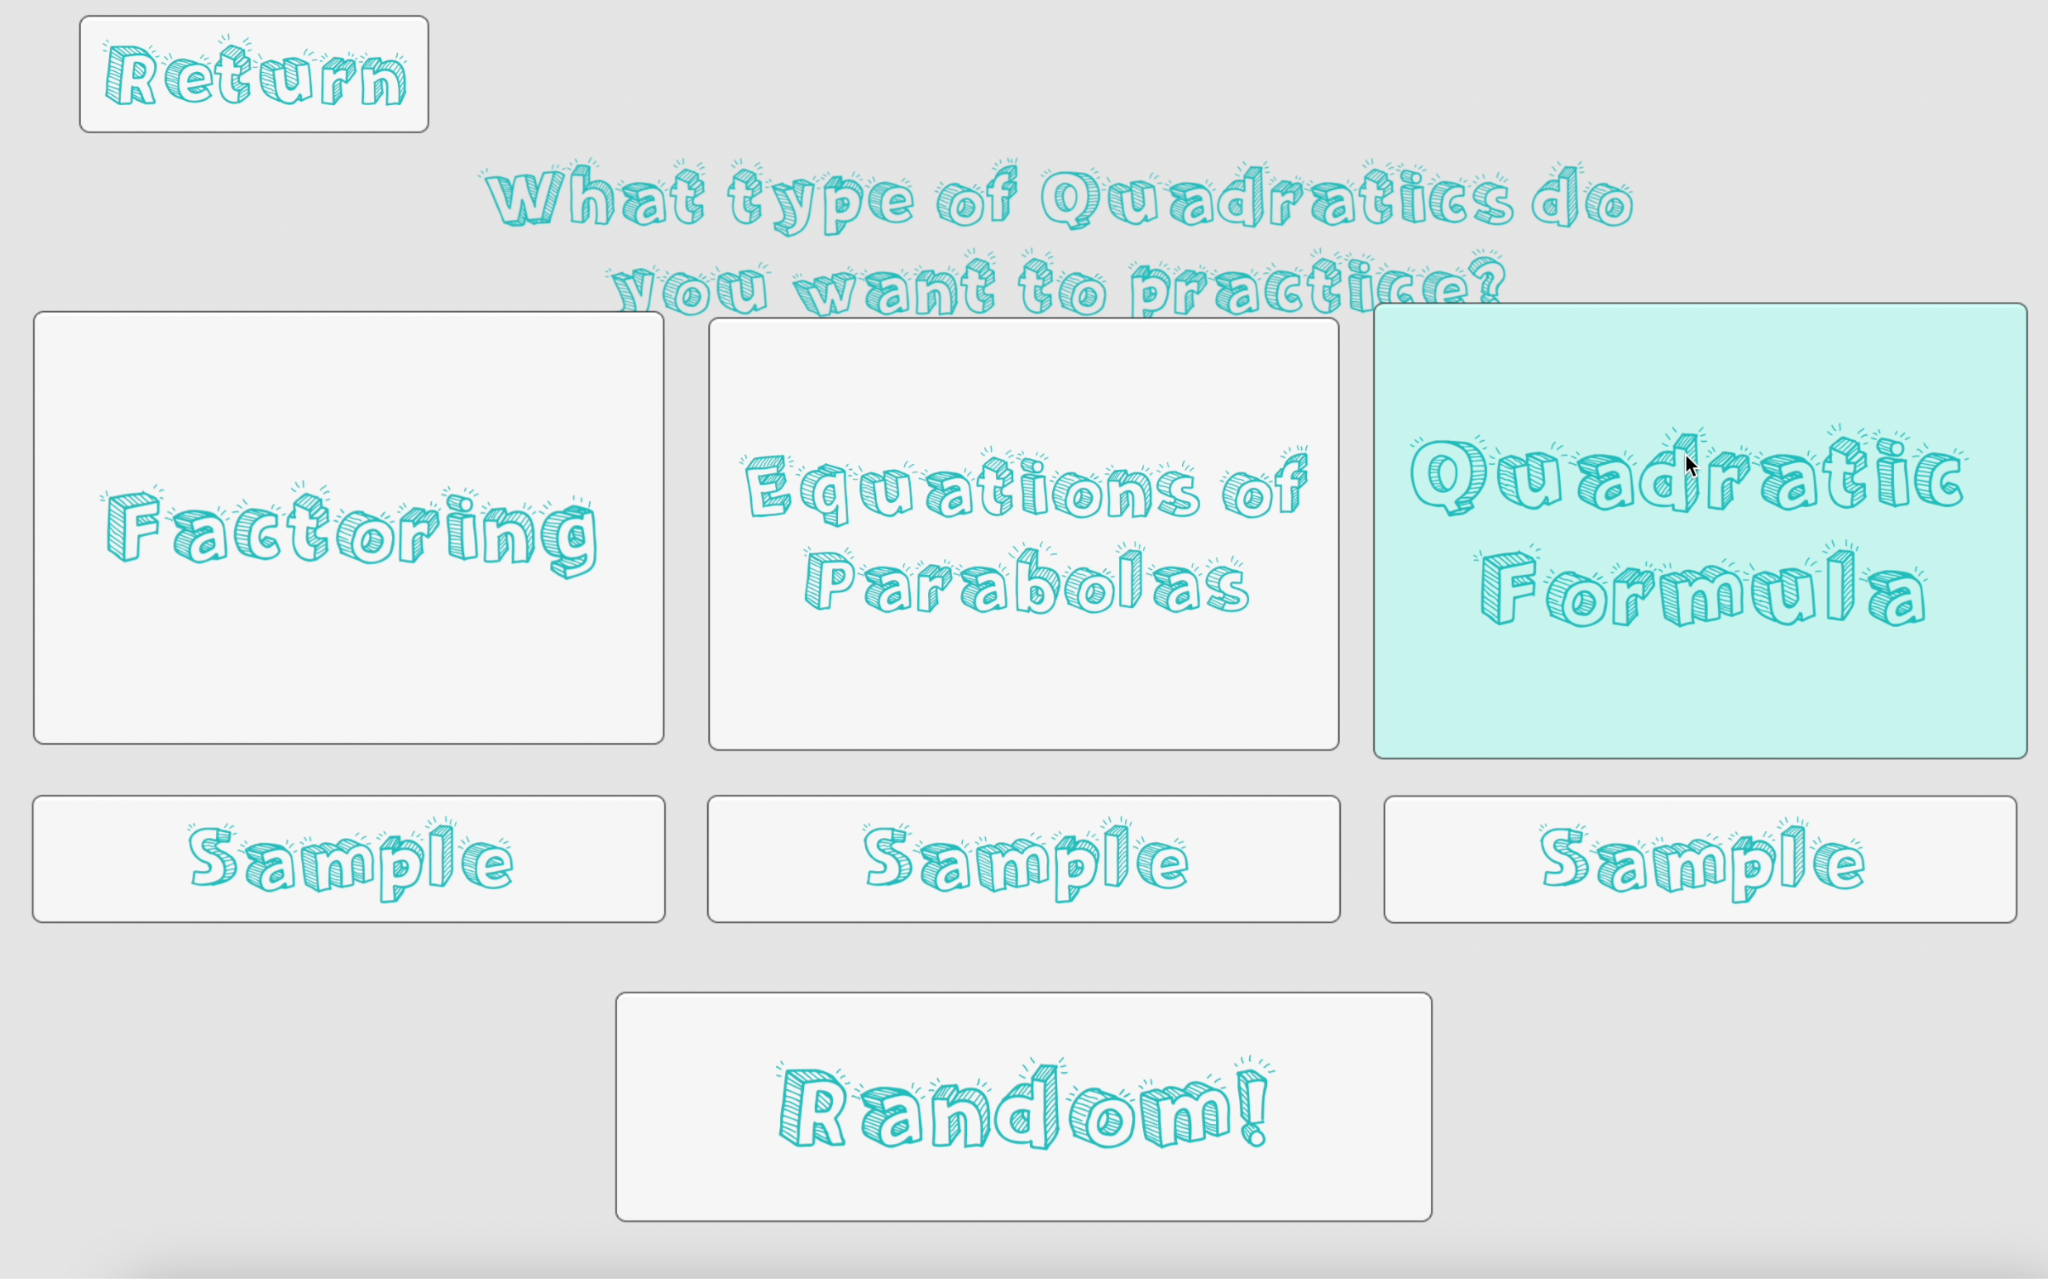 Return
What type of Quadratics do
you want to practice?
Factoring
Equations of
Parabolas
Quadratic
Formula
Sample
Sample
Sample
Random!